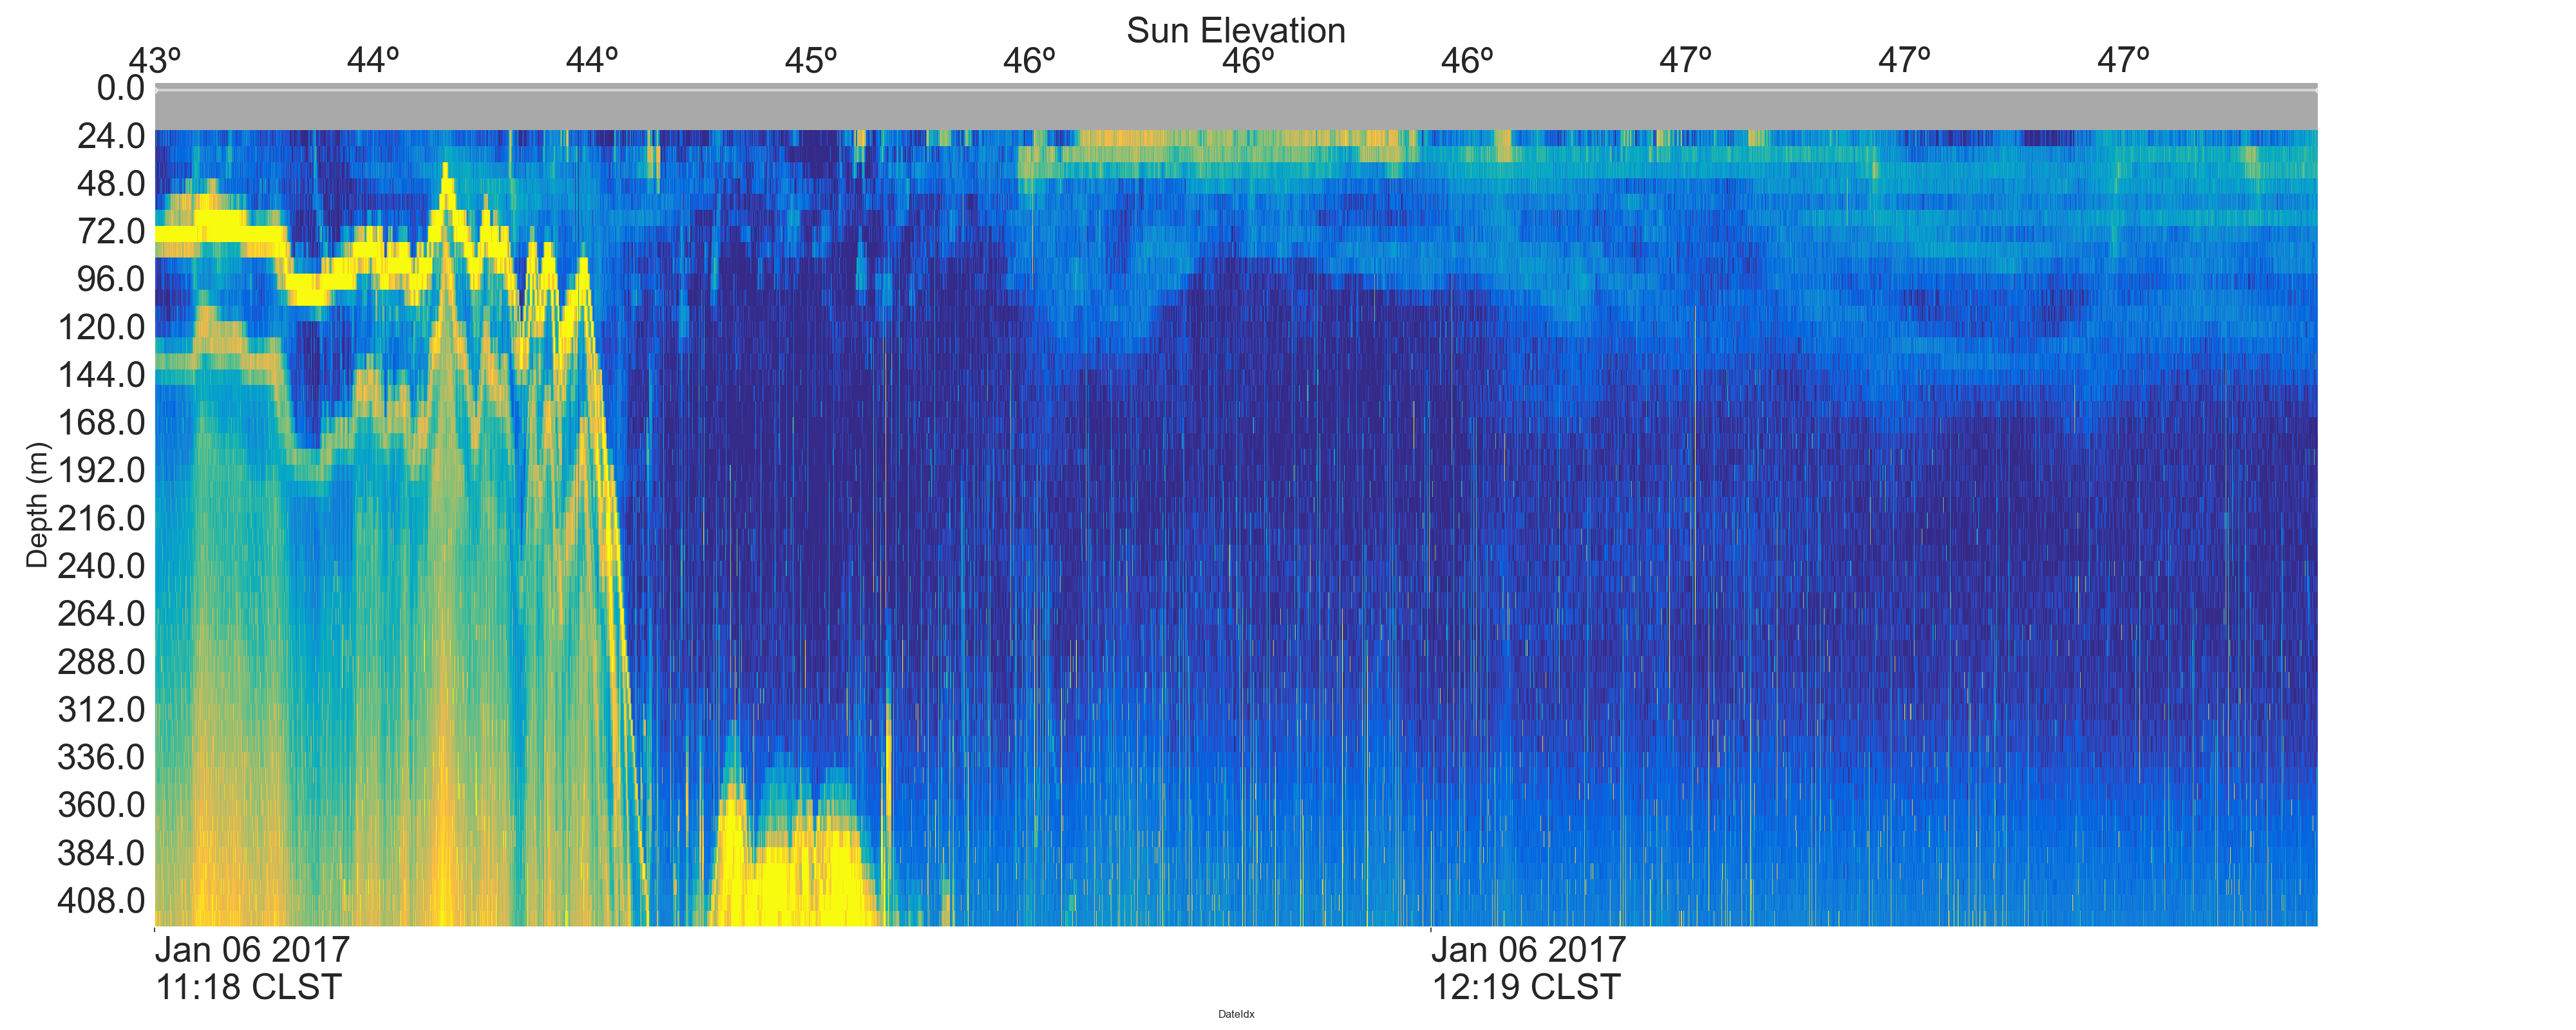 Sun Elevation
43º 44º 44º 45º 46º 46º 46º 47º 47º 47º
0.0
24.0
48.0
72.0
96.0
120.0
144.0
168.0
192.0
216.0
240.0
264.0
288.0
312.0
336.0
360.0
384.0
408.0
Depth (m)
Jan 06 2017
11:18 CLST
Jan 06 2017
12:19 CLST
DateIdx